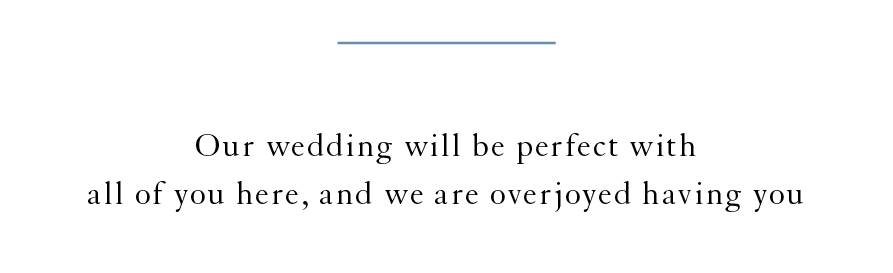 Our wedding will be perfect with
all of you here, and we are overjoyed having you